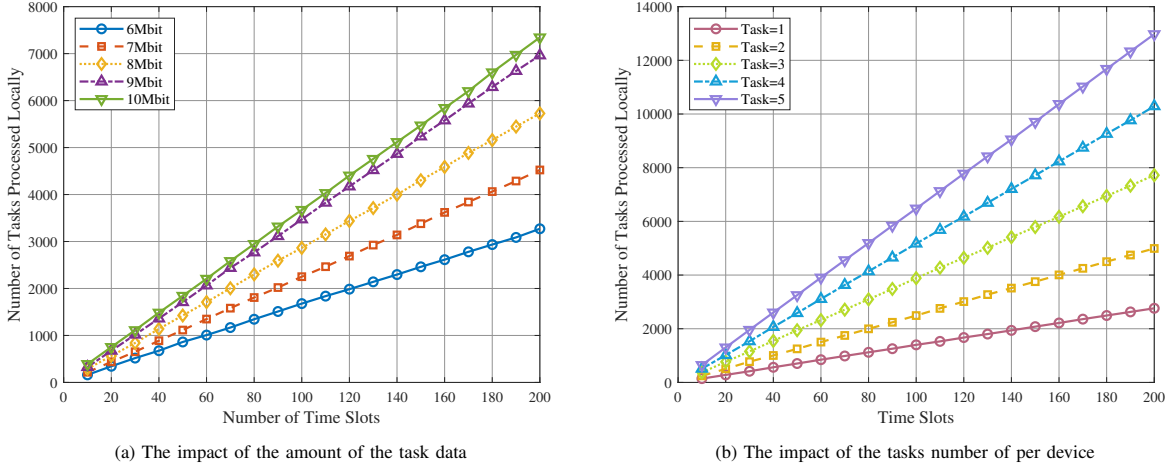 8000
7000
6000
5000
4000
3000
2000
1000
0
Number of Tasks Processed Locally
6Mbit
7Mbit
8Mbit
9Mbit
10Mbit
0 20 40 60 80 100 120 140 160 180 200
Number of Time Slots
(a) The impact of the amount of the task data
14000
12000
10000
8000
6000
4000
2000
0
Number of Tasks Processed Locally
Task=1
Task=2
Task=3
Task=4
Task=5
0 20 40 60 80 100 120 140 160 180 200
Time Slots
(b) The impact of the tasks number of per device